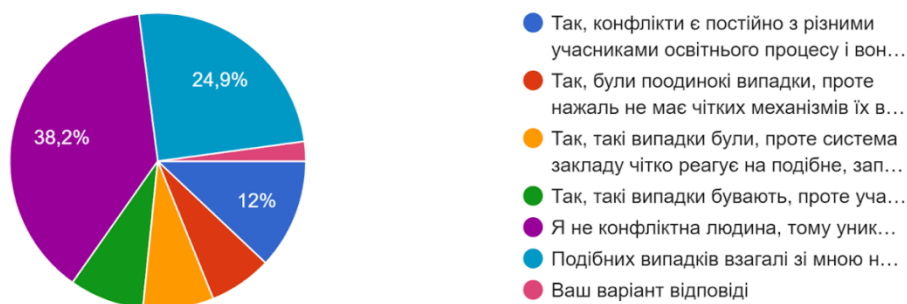 24,9%
38,2%
12%
Так, конфлікти є постійно з різними
учасниками освітнього процесу і вон…
Так, були поодинокі випадки, проте
нажаль не має чітких механізмів їх в…
Так, такі випадки були, проте система
закладу чітко реагує на подібне, зап…
Так, такі випадки бувають, проте уча…
Я не конфліктна людина, тому уник…
Подібних випадків взагалі зі мною н…
Ваш варіант відповіді